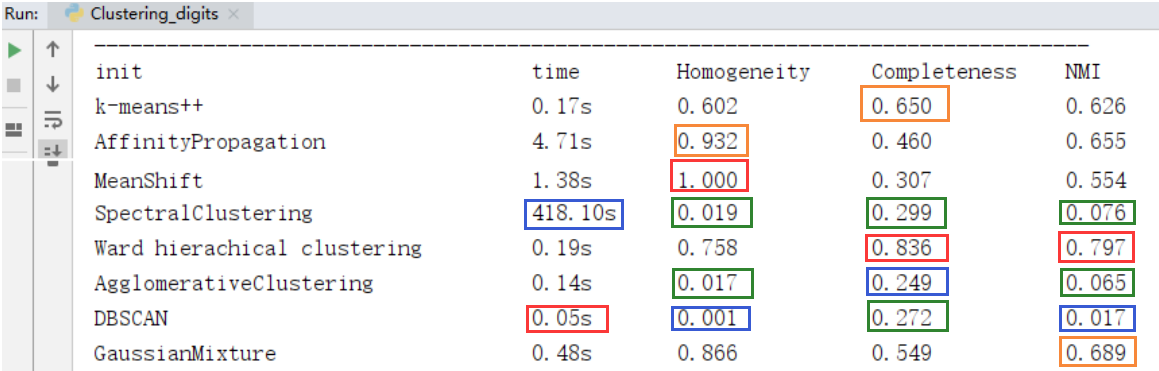 Run: Clustering_digits ×
--------------------------------------------------------------------------------
init time Homogeneity Completeness NMI
k-means++ 0.17s 0.602 0.650 0.626
AffinityPropagation 4.71s 0.932 0.460 0.655
MeanShift 1.38s 1.000 0.307 0.554
SpectralClustering 418.10s 0.019 0.299 0.076
Ward hierachical clustering 0.19s 0.758 0.836 0.797
AgglomerativeClustering 0.14s 0.017 0.249 0.065
DBSCAN 0.05s 0.001 0.272 0.017
GaussianMixture 0.48s 0.866 0.549 0.689